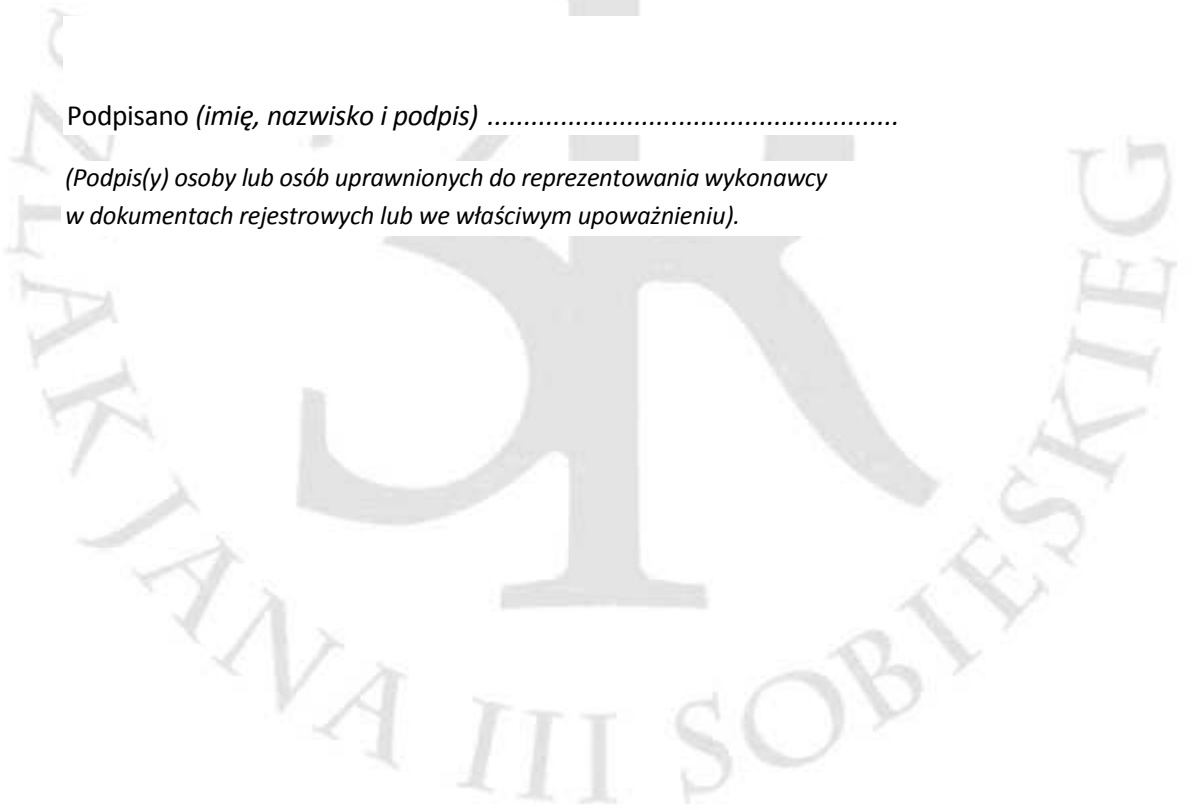 Podpisano (imię, nazwisko i podpis) ........................................................
(Podpis(y) osoby lub osób uprawnionych do reprezentowania wykonawcy
w dokumentach rejestrowych lub we właściwym upoważnieniu).
SZLAK JANA III SOBIESKIEG